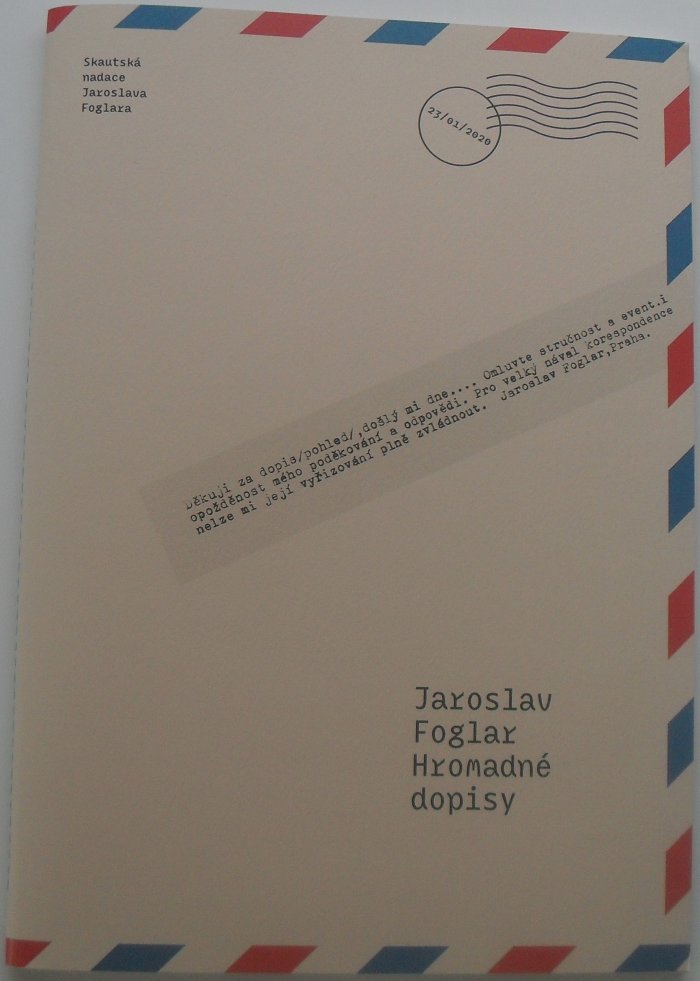 Skautská
nadace
Jaroslava
Foglara
23/01/2020
Děkuji za dopis/pohled/,došlý mi dne.... Omluvte stručnost a event.i
opožděnost mého poděkování a odpovědi. Pro velký nával korespondence
nelze mi její vyřizování plně zvládnout. Jaroslav Foglar,Praha.
Jaroslav
Foglar
Hromadné
dopisy